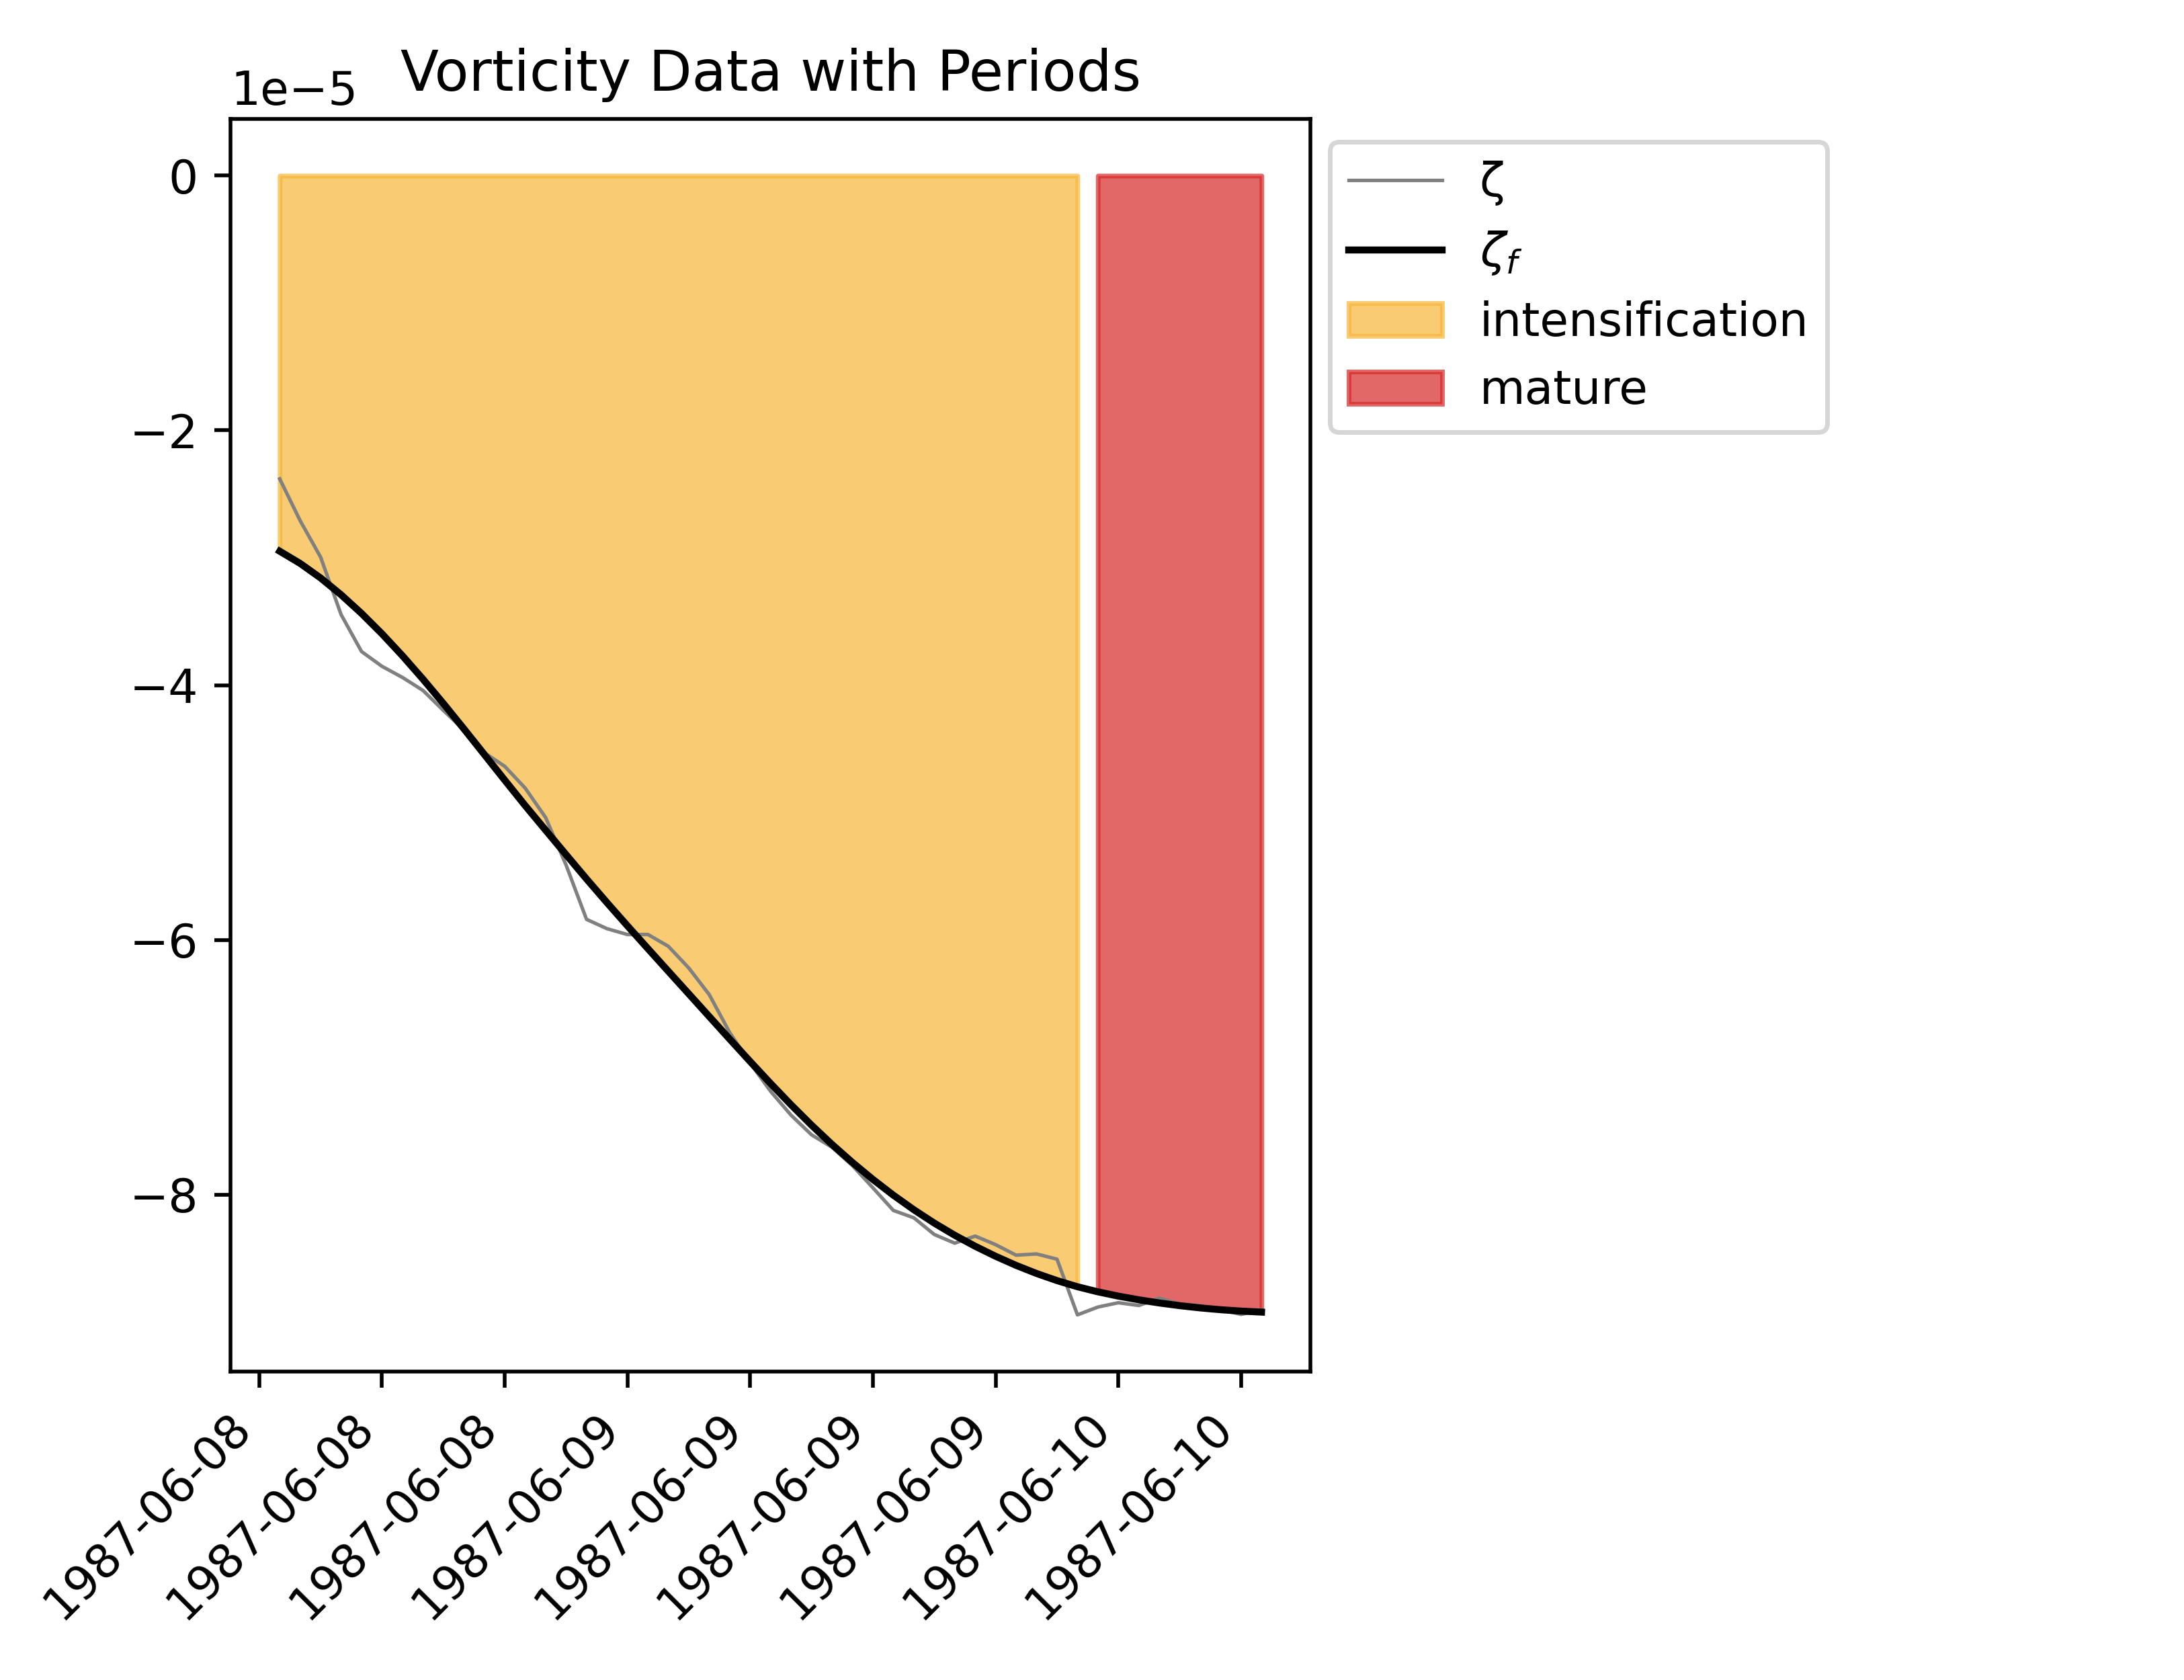 Vorticity Data with Periods
1e−5
0
−2
−4
−6
−8
1987-06-08
1987-06-08
1987-06-08
1987-06-09
1987-06-09
1987-06-09
1987-06-09
1987-06-10
1987-06-10
ζ
ζf
intensification
mature